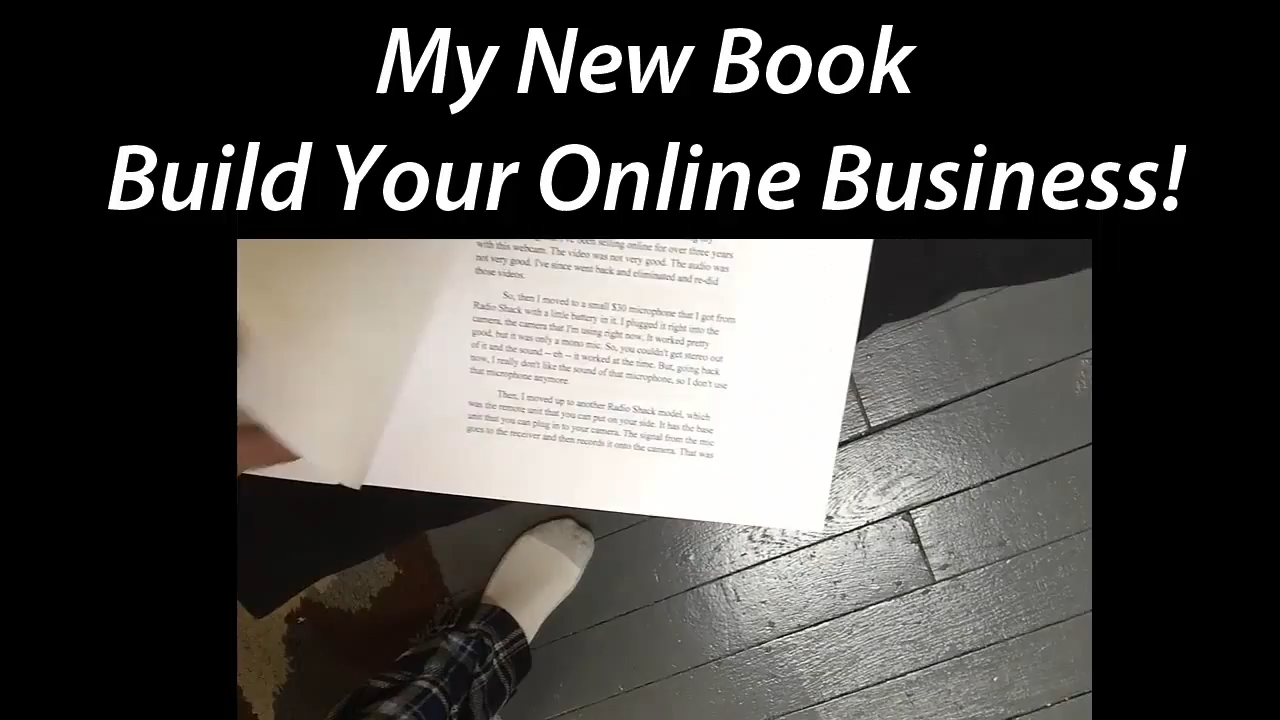 My New Book
Build Your Online Business!
I've been selling online for over three years
with this webcam. The video was not very good. The audio was
not very good. I've since went back and eliminated and re-did
those videos.
So, then I moved to a small $30 microphone that I got from
Radio Shack with a little battery in it. I plugged it right into the
camera, the camera that I'm using right now. It worked pretty
good, but it was only a mono mic. So, you couldn't get stereo out
of it and the sound -- eh -- it worked at the time. But, going back
now, I really don't like the sound of that microphone, so I don't use
that microphone anymore.
Then, I moved up to another Radio Shack model, which
was the remote unit that you can put on your side. It has the base
unit that you can plug in to your camera. The signal from the mic
goes to the receiver and then records it onto the camera. That was